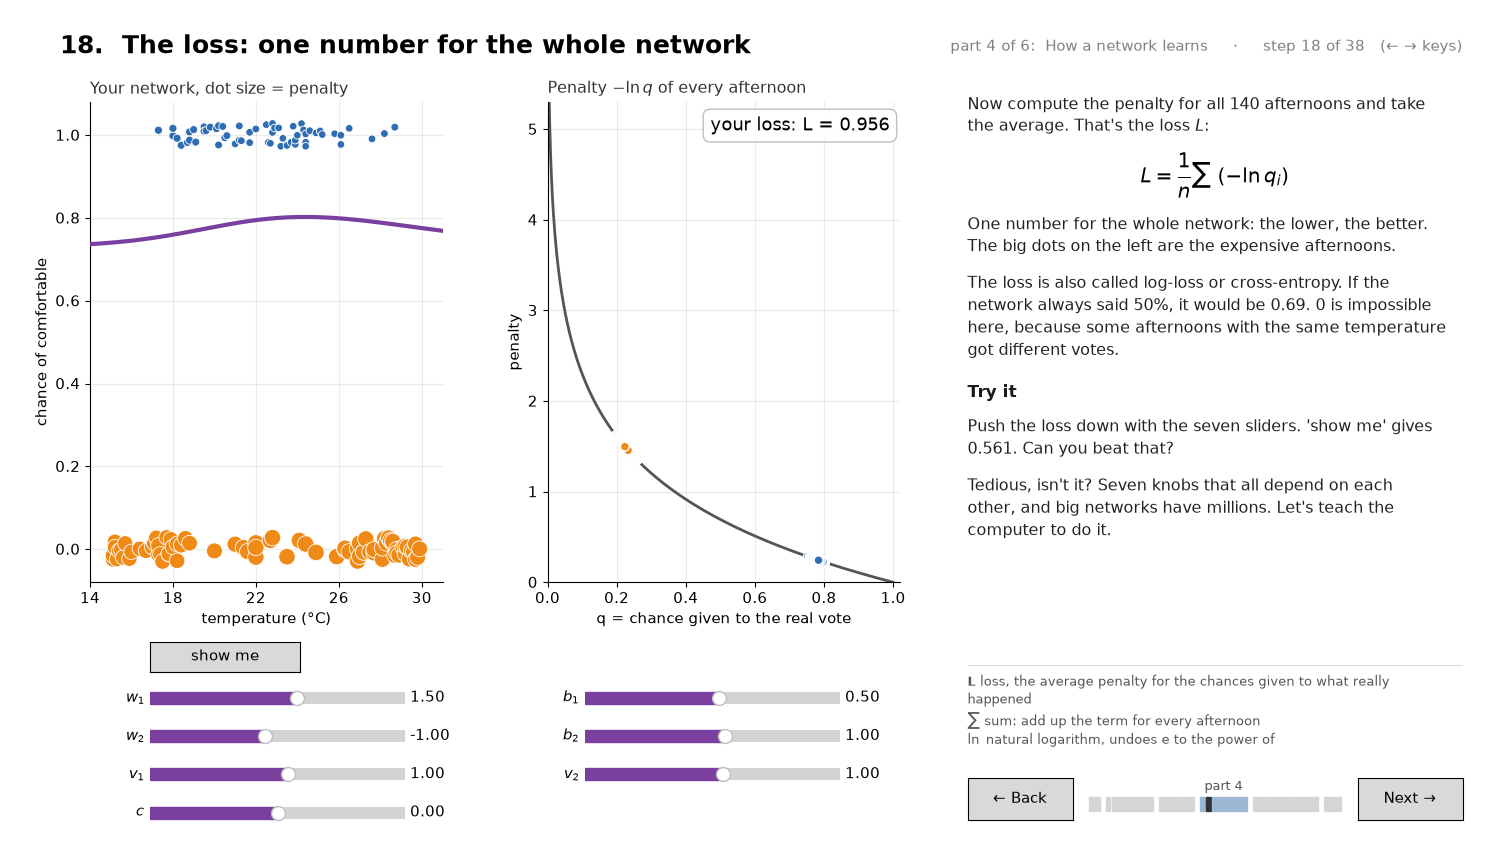 18.  The loss: one number for the whole network
part 4 of 6:  How a network learns  ·  step 18 of 38  (← → keys)
Your network, dot size = penalty
chance of comfortable
1.0
0.8
0.6
0.4
0.2
0.0
14 18 22 26 30
temperature (°C)
Penalty −ln q of every afternoon
your loss: L = 0.956
penalty
5
4
3
2
1
0
0.0 0.2 0.4 0.6 0.8 1.0
q = chance given to the real vote
show me
w₁ 1.50
w₂ -1.00
v₁ 1.00
c 0.00
b₁ 0.50
b₂ 1.00
v₂ 1.00
Now compute the penalty for all 140 afternoons and take
the average. That's the loss L:
L = 1/n ∑ (−ln qᵢ)
One number for the whole network: the lower, the better.
The big dots on the left are the expensive afternoons.
The loss is also called log-loss or cross-entropy. If the
network always said 50%, it would be 0.69. 0 is impossible
here, because some afternoons with the same temperature
got different votes.
Try it
Push the loss down with the seven sliders. 'show me' gives
0.561. Can you beat that?
Tedious, isn't it? Seven knobs that all depend on each
other, and big networks have millions. Let's teach the
computer to do it.
L loss, the average penalty for the chances given to what really
happened
∑ sum: add up the term for every afternoon
ln natural logarithm, undoes e to the power of
← Back
part 4
Next →